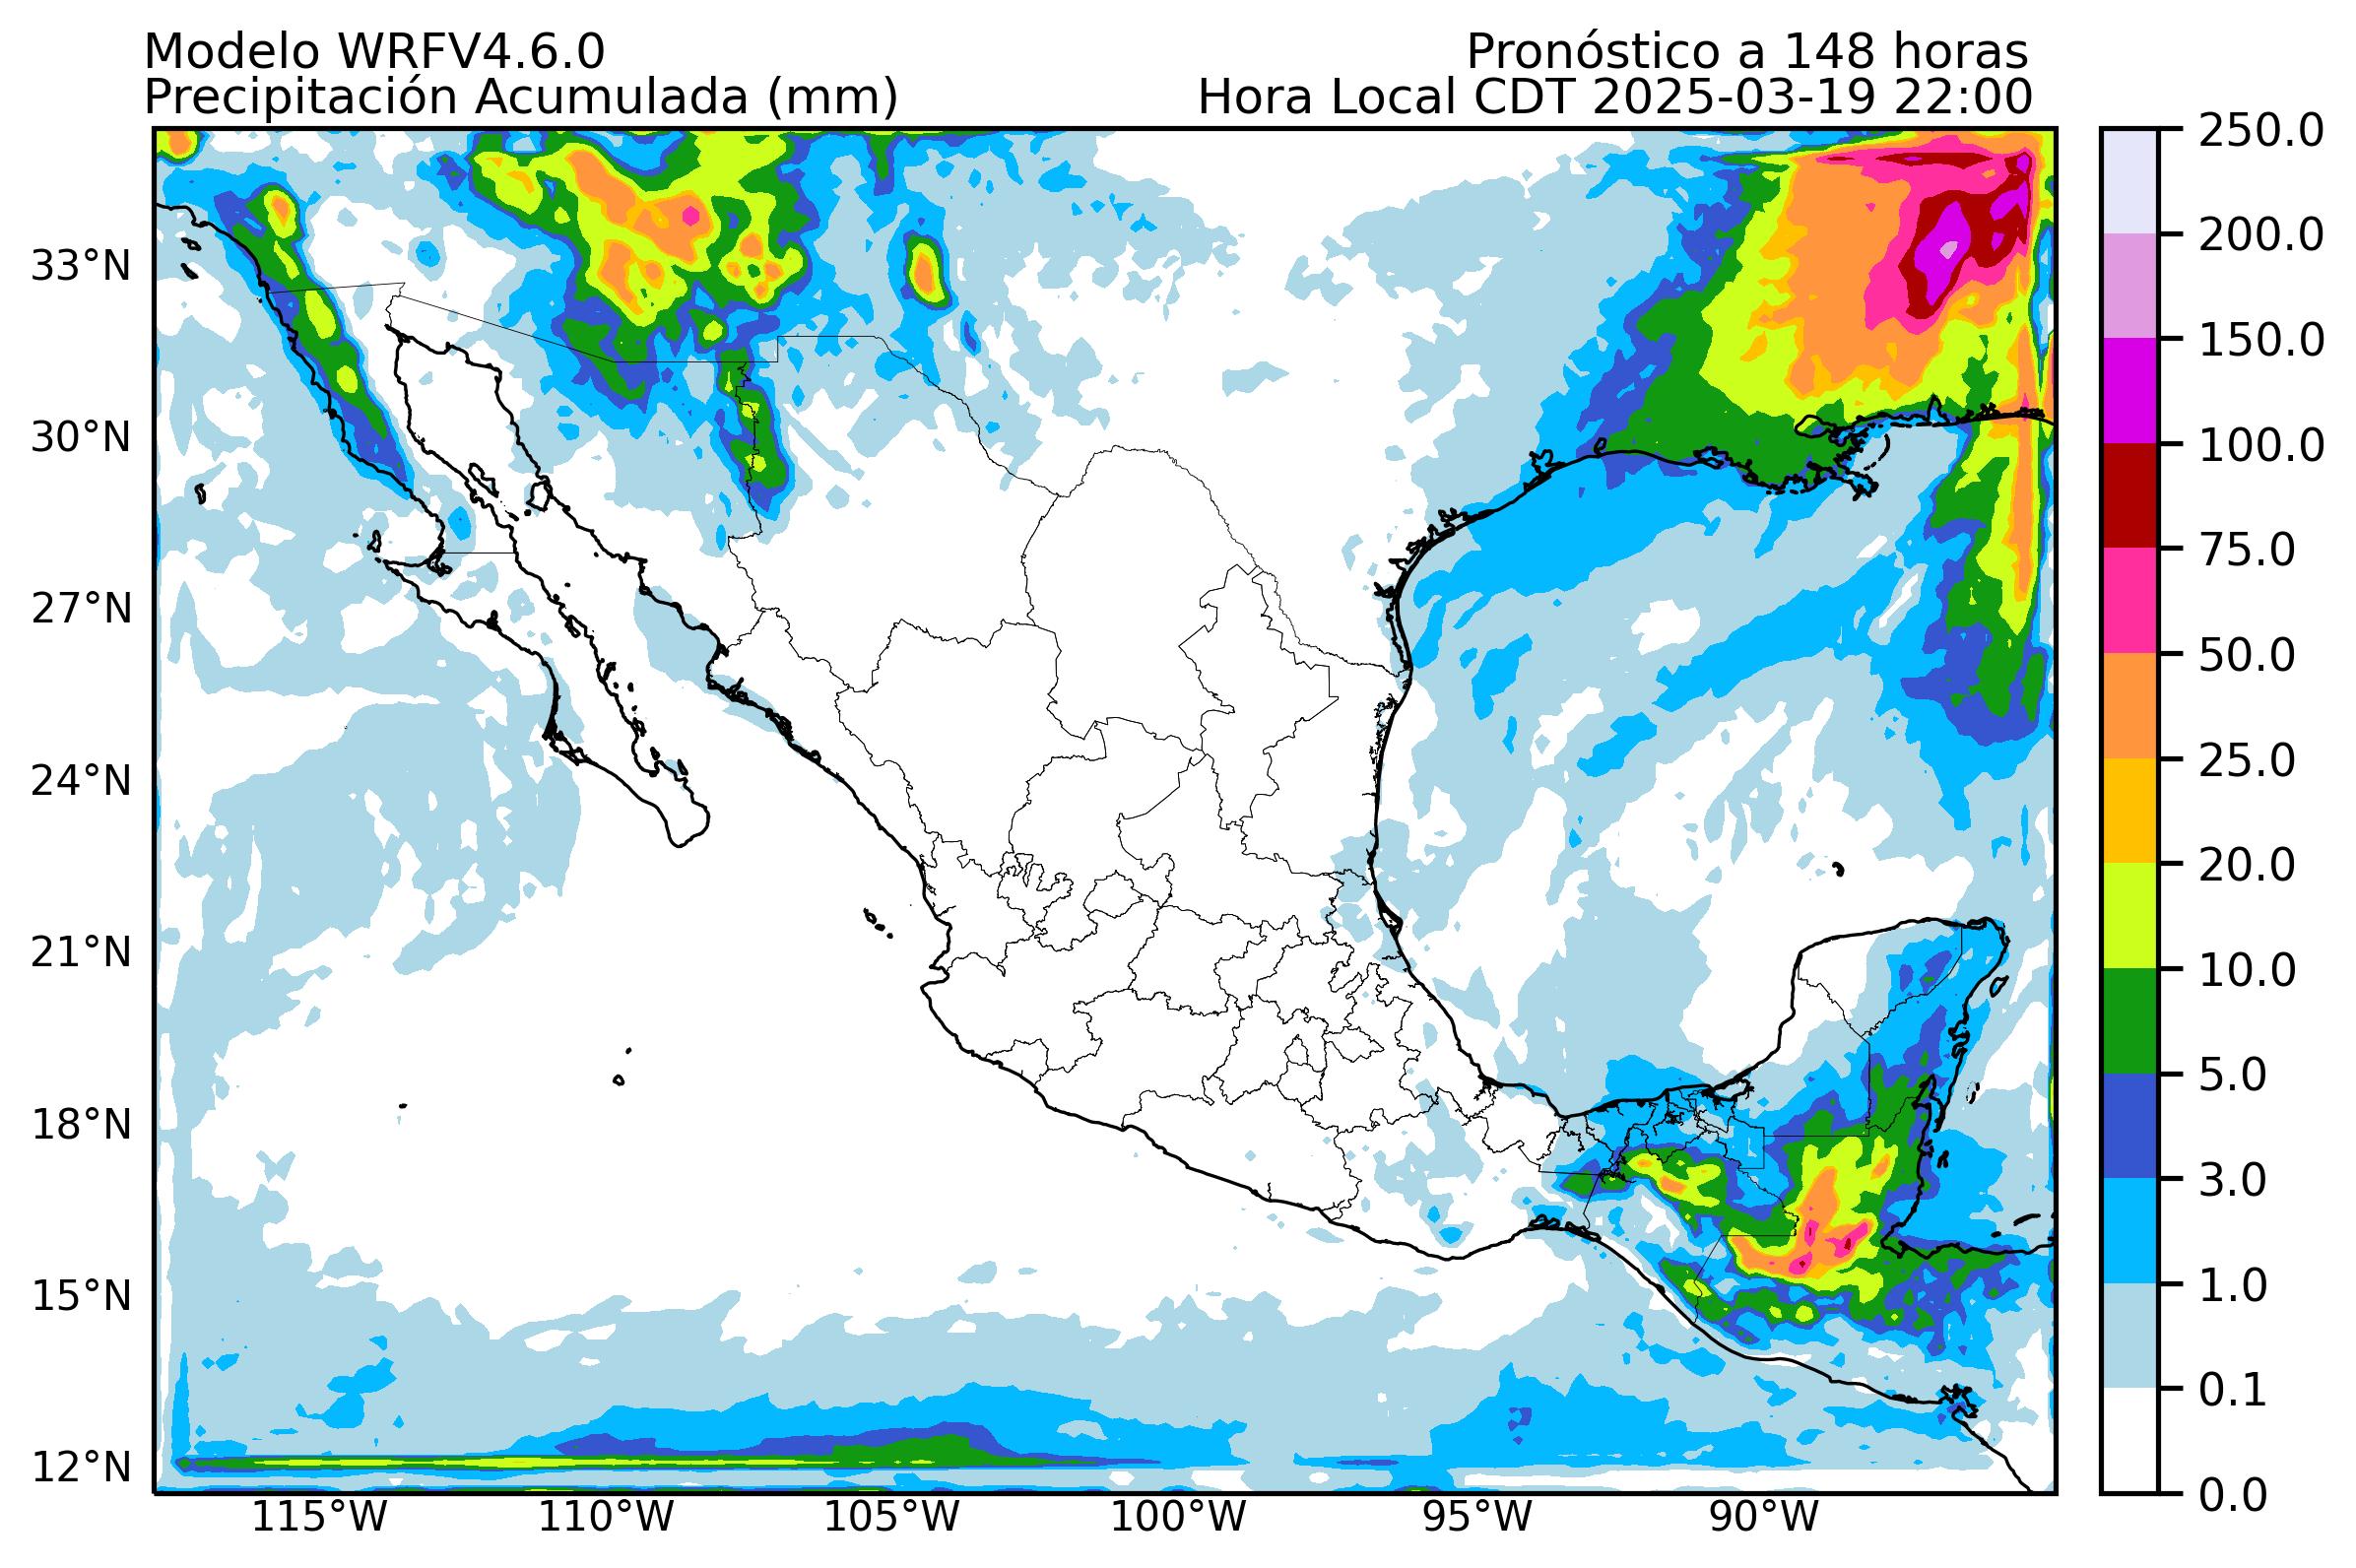 Modelo WRFV4.6.0
Pronóstico a 148 horas
Precipitación Acumulada (mm)
Hora Local CDT 2025-03-19 22:00
33°N
30°N
27°N
24°N
21°N
18°N
15°N
12°N
115°W
110°W
105°W
100°W
95°W
90°W
250.0
200.0
150.0
100.0
75.0
50.0
25.0
20.0
10.0
5.0
3.0
1.0
0.1
0.0